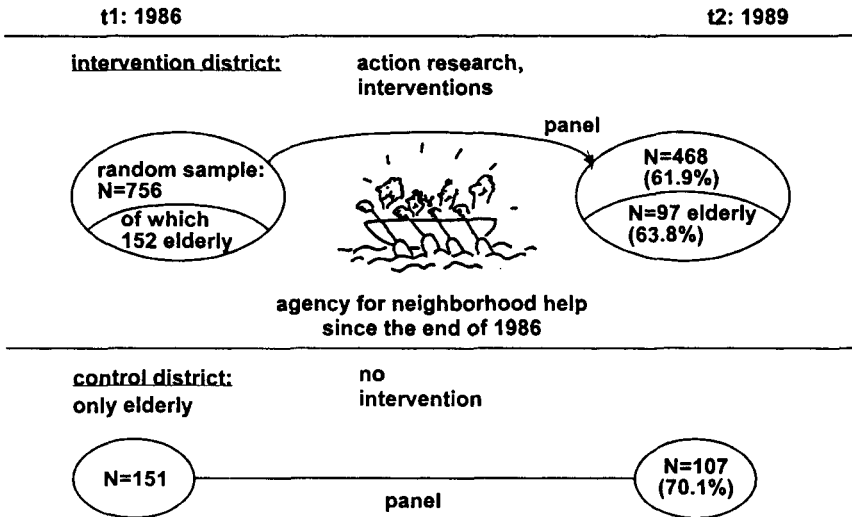 t1: 1986
t2: 1989
intervention district:
action research,
interventions
panel
random sample:
N=756
of which
152 elderly
N=468
(61.9%)
N=97 elderly
(63.8%)
agency for neighborhood help
since the end of 1986
control district:
only elderly
no
intervention
N=151
panel
N=107
(70.1%)